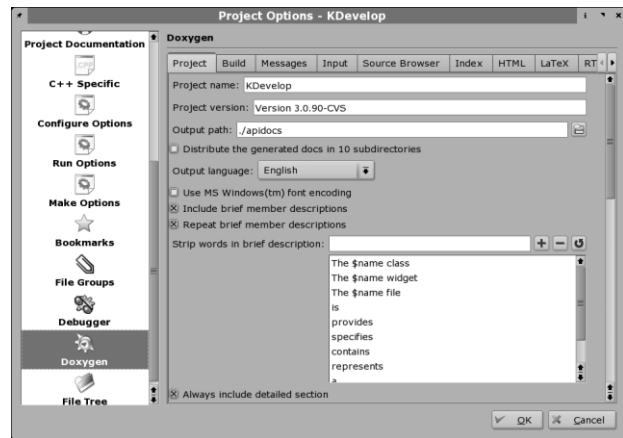 Project Options - KDevelop
Project Documentation
C++ Specific
Configure Options
Run Options
Make Options
Bookmarks
File Groups
Debugger
Doxygen
File Tree
Doxygen
Project Build Messages Input Source Browser Index HTML LaTeX RT
Project name: KDevelop
Project version: Version 3.0.90-CVS
Output path: ./apidocs
Distribute the generated docs in 10 subdirectories
Output language: English
Use MS Windows(tm) font encoding
Include brief member descriptions
Repeat brief member descriptions
Strip words in brief description:
The $name class
The $name widget
The $name file
is
provides
specifies
contains
represents
a
Always include detailed section
OK Cancel